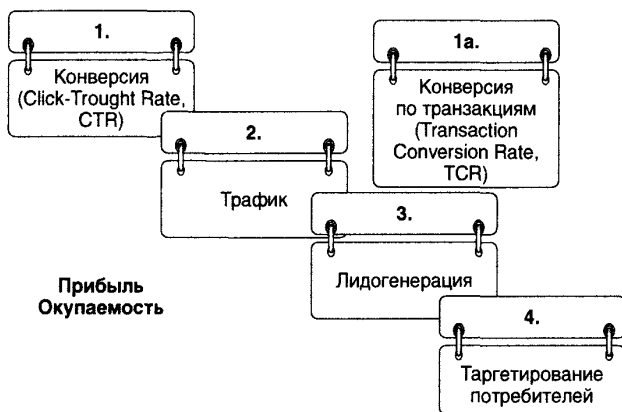 1.
Конверсия
(Click-Trought Rate,
CTR)
1а.
Конверсия
по транзакциям
(Transaction
Conversion Rate,
TCR)
2.
Трафик
3.
Лидогенерация
Прибыль
Окупаемость
4.
Таргетирование
потребителей